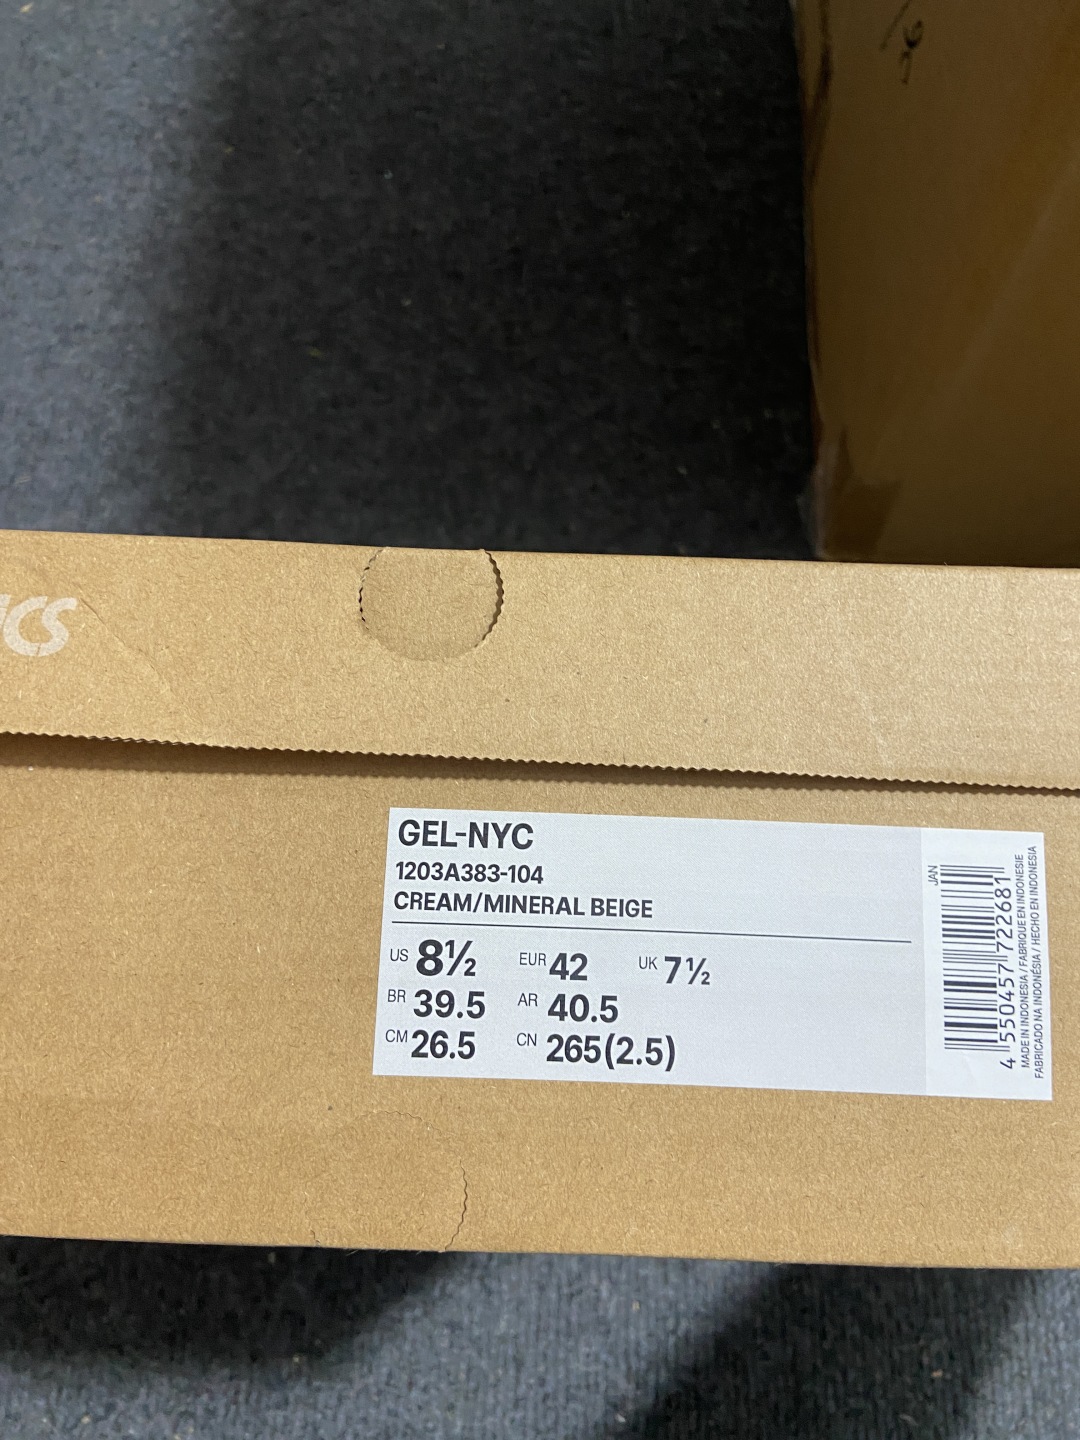 CS
GEL-NYC
1203A383-104
CREAM/MINERAL BEIGE
US 8½ EUR 42 UK 7½
BR 39.5 AR 40.5
CM 26.5 CN 265(2.5)
JAN
4 550457 722681
MADE IN INDONESIA / FABRIQUE EN INDONESIE
FABRICADO NA INDONÉSIA / HECHO EN INDONESIA